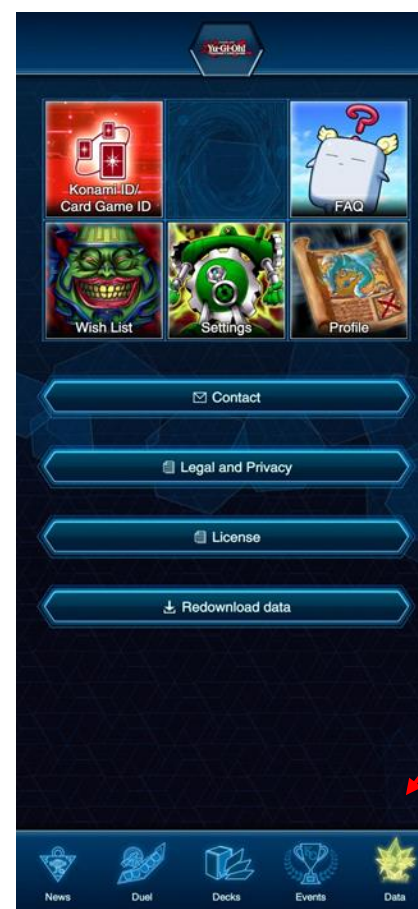 Yu-Gi-Oh!
Konami ID/
Card Game ID
FAQ
Wish List
Settings
Profile
Contact
Legal and Privacy
License
Redownload data
News
Duel
Decks
Events
Data